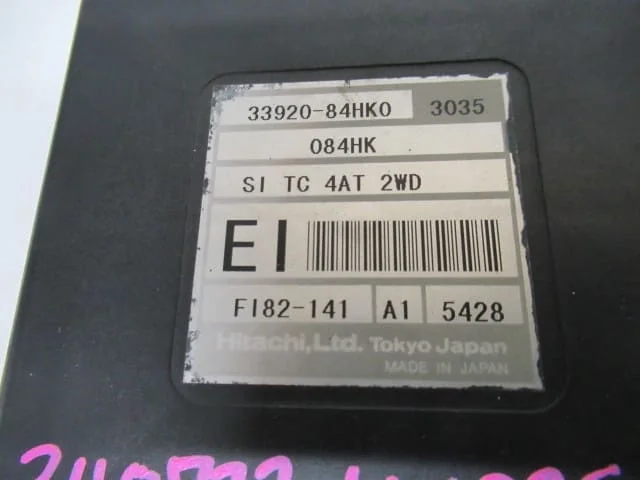 33920-84HK0 3035
084HK
SI TC 4AT 2WD
EI
FI82-141 A1 5428
Hitachi, Ltd. Tokyo Japan
MADE IN JAPAN